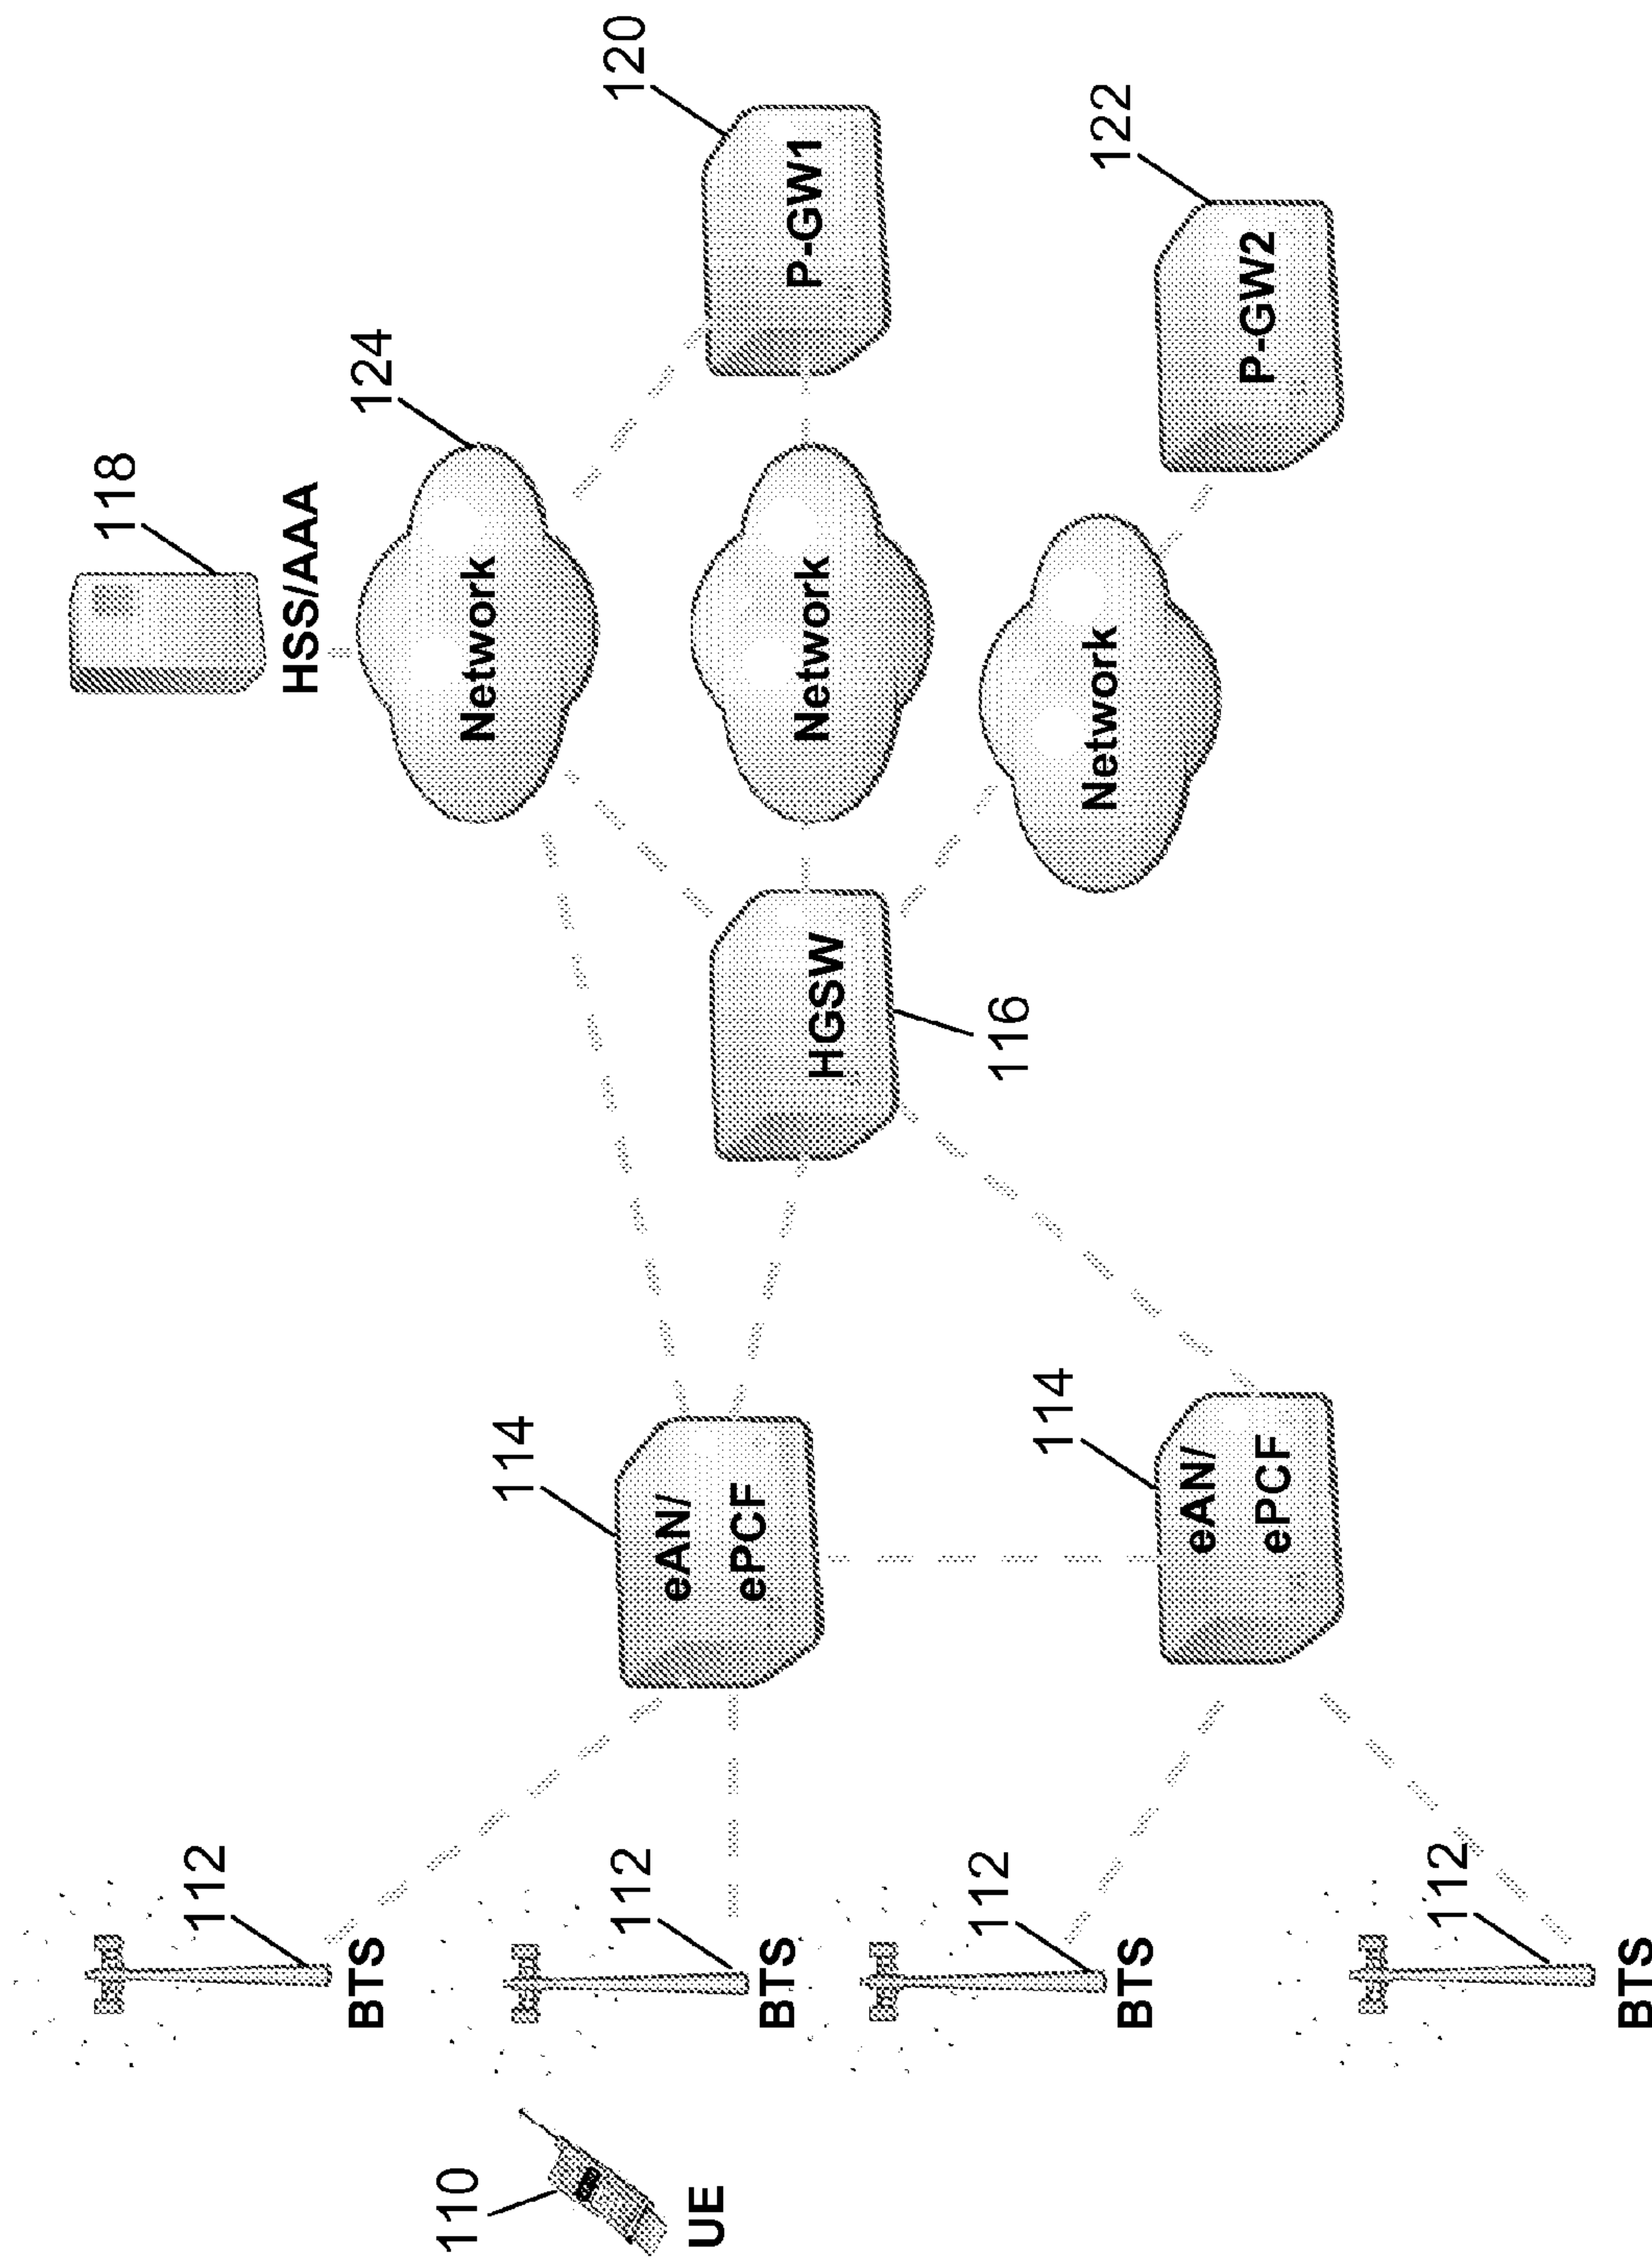 118
HSS/AAA
124
Network
120
P-GW1
Network
122
P-GW2
Network
HGSW
116
114
eAN/
ePCF
114
eAN/
ePCF
112
BTS
112
BTS
112
BTS
112
BTS
110
UE